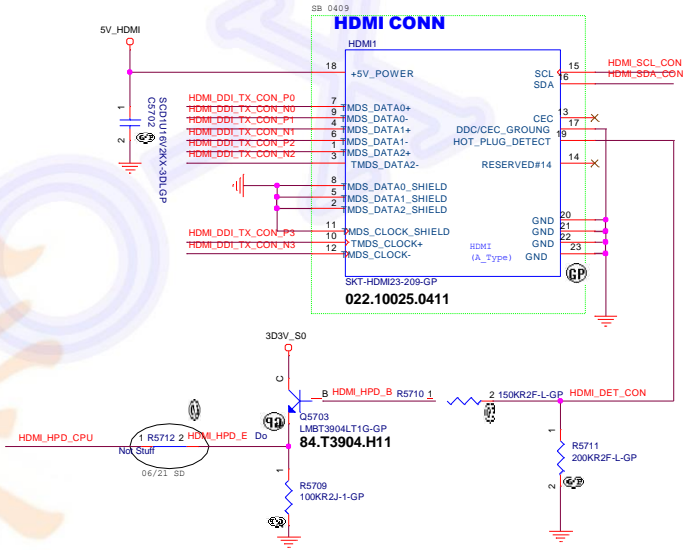 SB 0409
HDMI CONN
5V_HDMI
HDMI1
18 +5V_POWER
SCL 15 HDMI_SCL_CON
SDA 16 HDMI_SDA_CON
SCD1U16V2KX-3DLGP
C5702
1
2
HDMI_DDI_TX_CON_P0 7 TMDS_DATA0+
HDMI_DDI_TX_CON_N0 9 TMDS_DATA0-
HDMI_DDI_TX_CON_P1 4 TMDS_DATA1+
HDMI_DDI_TX_CON_N1 6 TMDS_DATA1-
HDMI_DDI_TX_CON_P2 1 TMDS_DATA2+
HDMI_DDI_TX_CON_N2 3 TMDS_DATA2-
CEC 13
DDC/CEC_GROUNG 17
HOT_PLUG_DETECT 19
RESERVED#14 14
8 TMDS_DATA0_SHIELD
5 TMDS_DATA1_SHIELD
2 TMDS_DATA2_SHIELD
11 TMDS_CLOCK_SHIELD
HDMI_DDI_TX_CON_P3 10 TMDS_CLOCK+
HDMI_DDI_TX_CON_N3 12 TMDS_CLOCK-
GND 20
GND 21
GND 22
GND 23
HDMI
(A_Type)
GP
SKT-HDMI23-209-GP
022.10025.0411
3D3V_S0
C
B HDMI_HPD_B R5710 1
2 150KR2F-L-GP HDMI_DET_CON
Q5703
LMBT3904LT1G-GP
84.T3904.H11
HDMI_HPD_CPU 1 R5712 2 HDMI_HPD_E Do
Not Stuff
06/21 SD
1
R5711
200KR2F-L-GP
2
1
R5709
100KR2J-1-GP